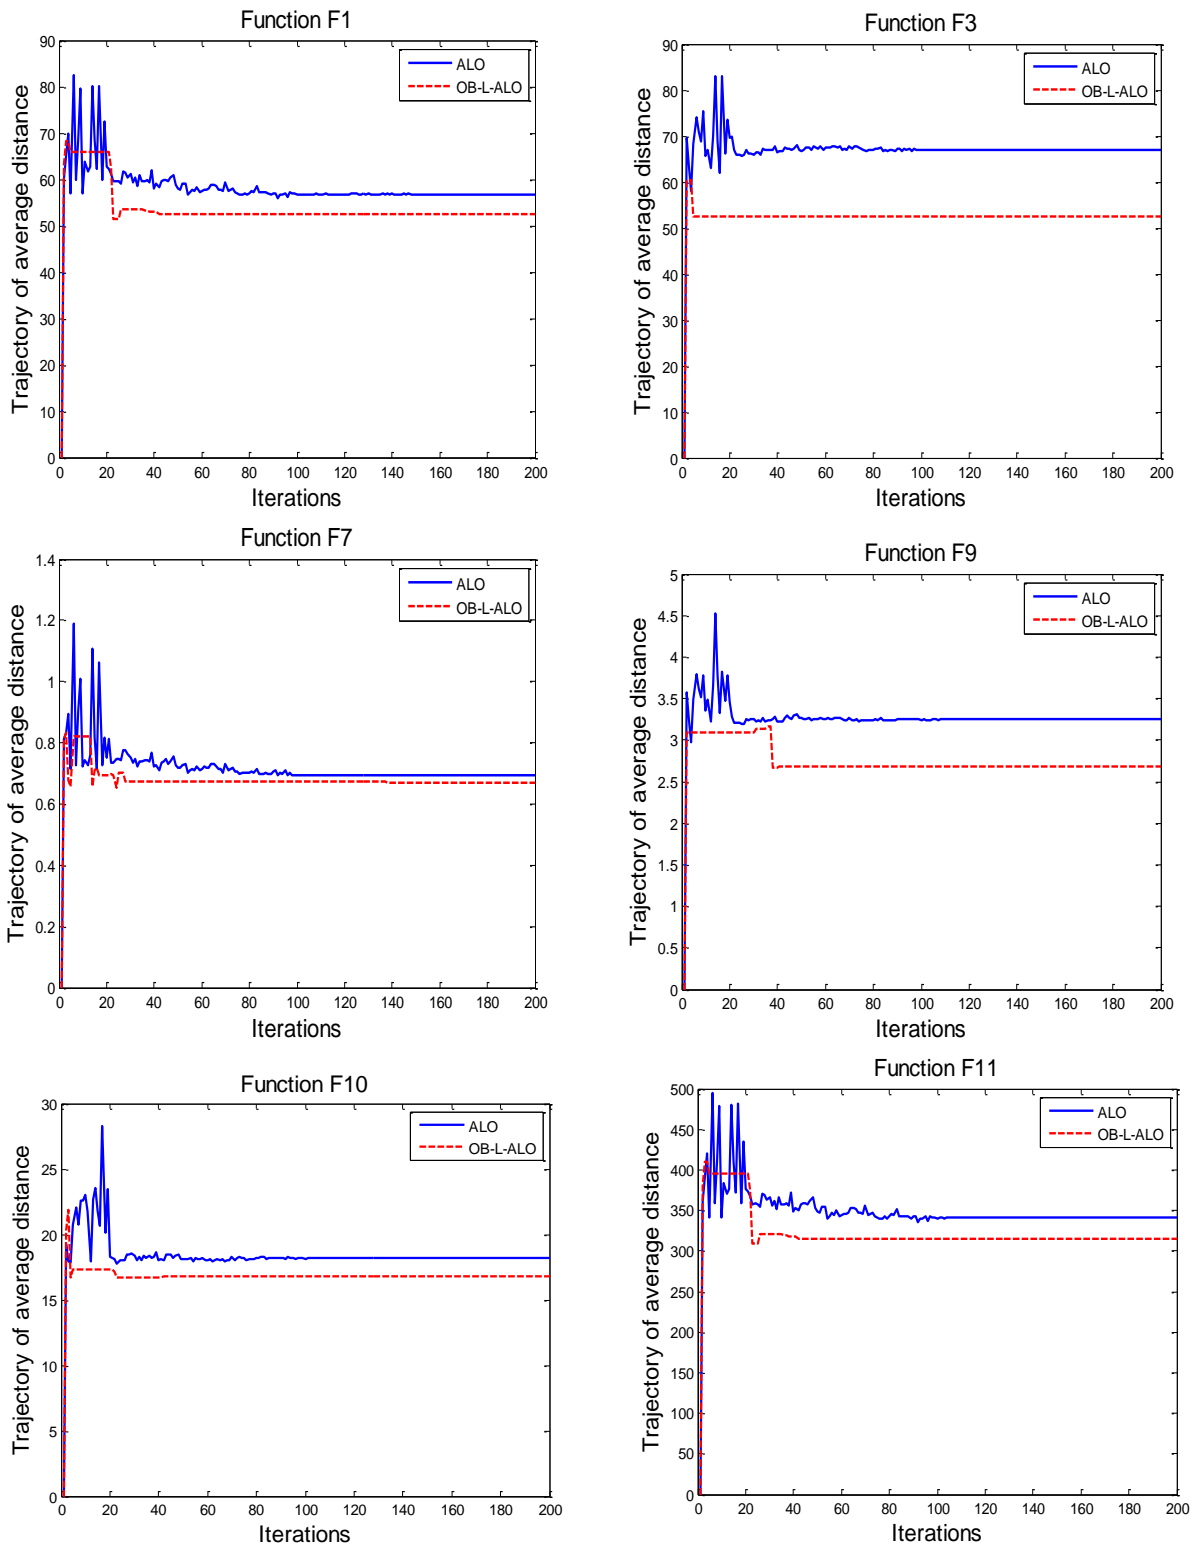 Function F1
90
80
70
60
50
40
30
20
10
0
Trajectory of average distance
ALO
OB-L-ALO
0 20 40 60 80 100 120 140 160 180 200
Iterations
Function F3
90
80
70
60
50
40
30
20
10
0
Trajectory of average distance
ALO
OB-L-ALO
0 20 40 60 80 100 120 140 160 180 200
Iterations
Function F7
1.4
1.2
1
0.8
0.6
0.4
0.2
0
Trajectory of average distance
ALO
OB-L-ALO
0 20 40 60 80 100 120 140 160 180 200
Iterations
Function F9
5
4.5
4
3.5
3
2.5
2
1.5
1
0.5
0
Trajectory of average distance
ALO
OB-L-ALO
0 20 40 60 80 100 120 140 160 180 200
Iterations
Function F10
30
25
20
15
10
5
0
Trajectory of average distance
ALO
OB-L-ALO
0 20 40 60 80 100 120 140 160 180 200
Iterations
Function F11
500
450
400
350
300
250
200
150
100
50
0
Trajectory of average distance
ALO
OB-L-ALO
0 20 40 60 80 100 120 140 160 180 200
Iterations